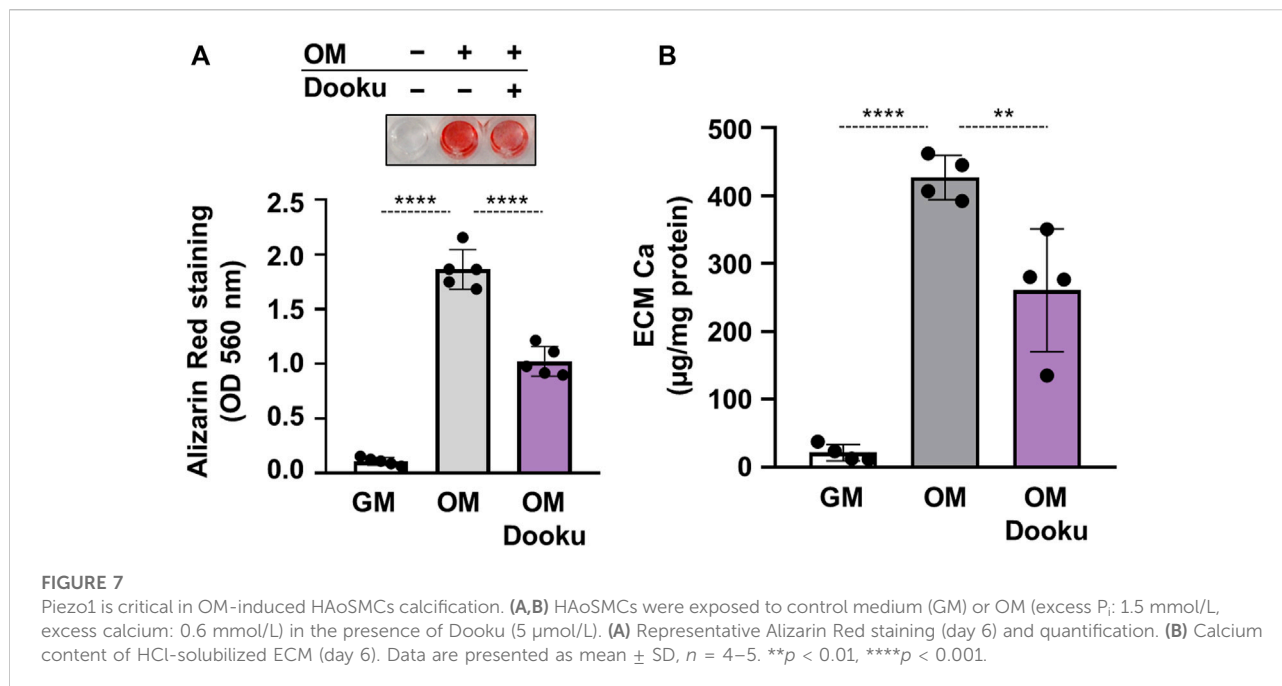 A
OM – + +
Dooku – – +
Alizarin Red staining
(OD 560 nm)
2.5
2.0
1.5
1.0
0.5
0.0
**** ****
GM OM OM
Dooku
B
ECM Ca
(µg/mg protein)
500
400
300
200
100
0
**** **
GM OM OM
Dooku
FIGURE 7
Piezo1 is critical in OM-induced HAoSMCs calcification. (A,B) HAoSMCs were exposed to control medium (GM) or OM (excess Pi: 1.5 mmol/L,
excess calcium: 0.6 mmol/L) in the presence of Dooku (5 µmol/L). (A) Representative Alizarin Red staining (day 6) and quantification. (B) Calcium
content of HCl-solubilized ECM (day 6). Data are presented as mean ± SD, n = 4–5. **p < 0.01, ****p < 0.001.